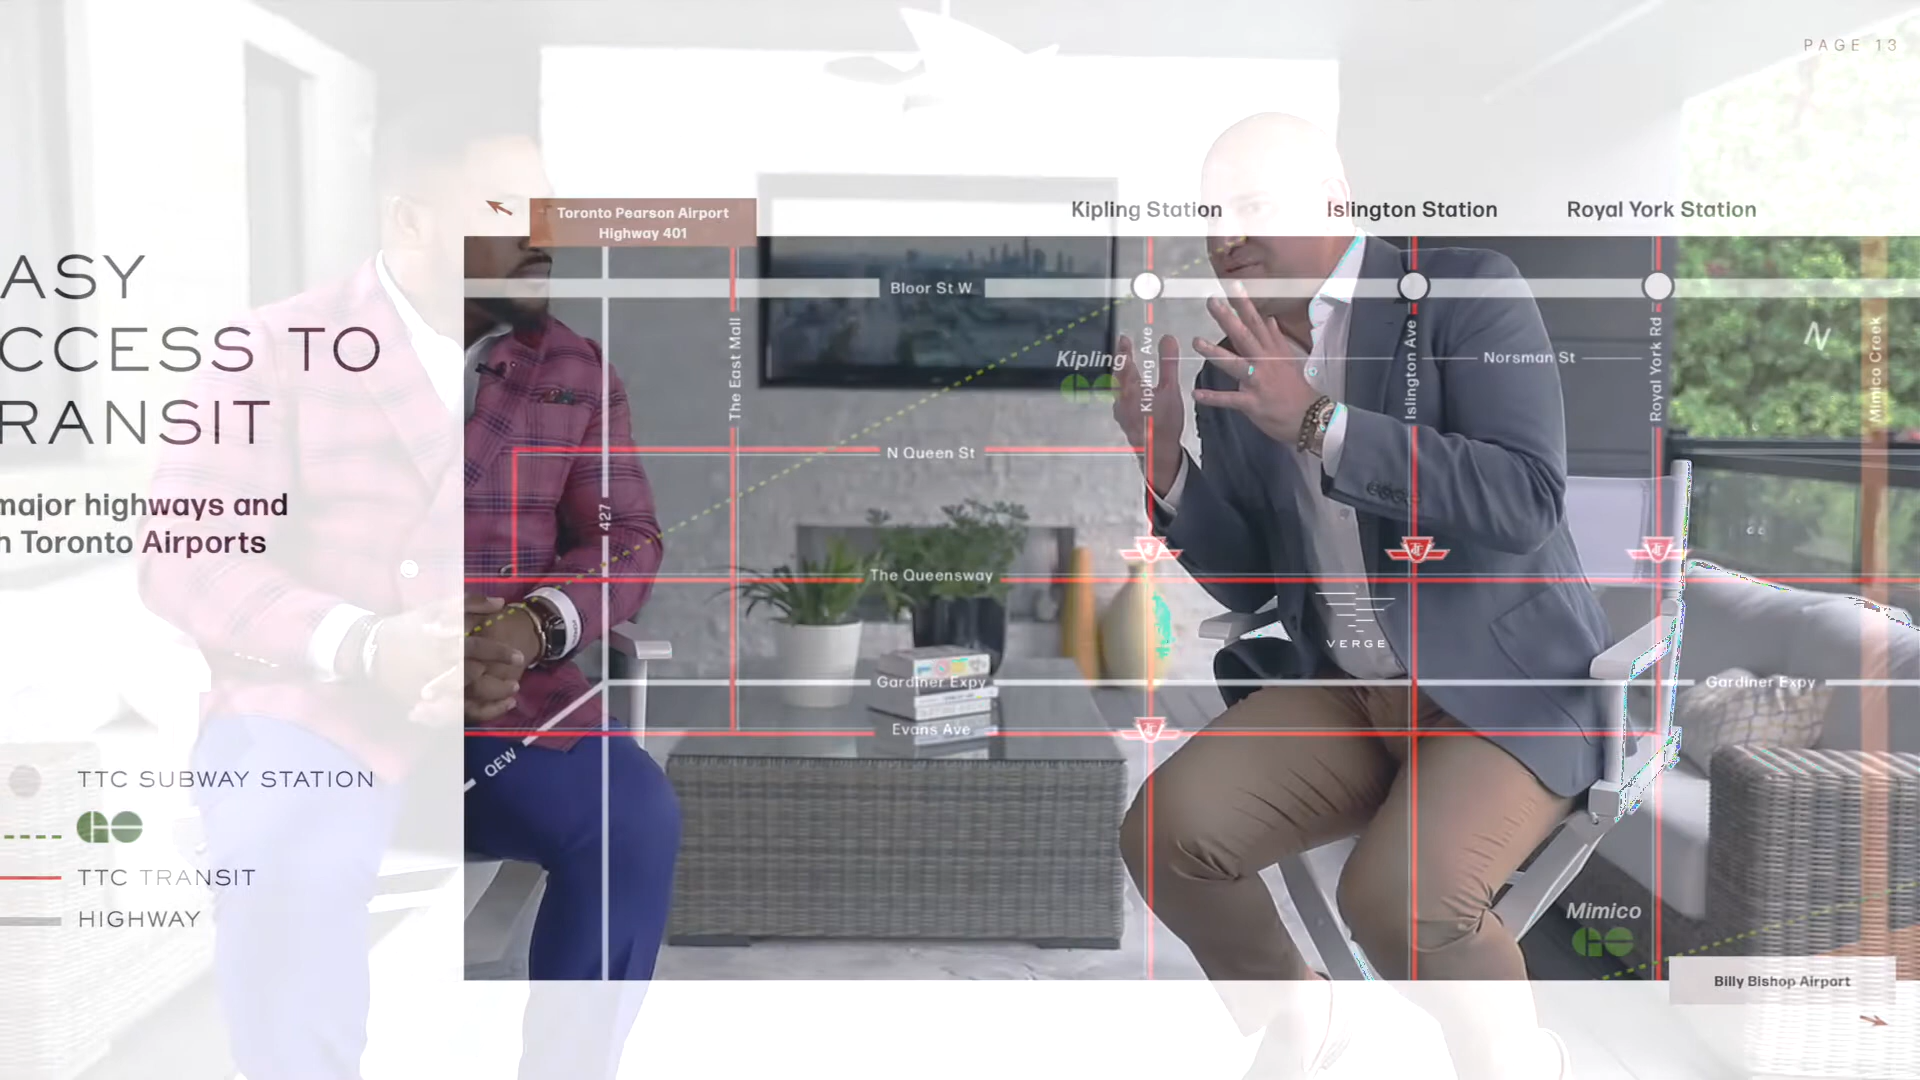 PAGE 13
Toronto Pearson Airport
Highway 401
Kipling Station
Islington Station
Royal York Station
ASY
CCESS TO
RANSIT
major highways and
h Toronto Airports
Bloor St W
The East Mall
Kipling
GO
Kipling Ave
Islington Ave
Norsman St
Royal York Rd
N
Mimico Creek
N Queen St
427
The Queensway
VERGE
Gardiner Expy
Gardiner Expy
Evans Ave
QEW
TTC SUBWAY STATION
GO
TTC TRANSIT
HIGHWAY
Mimico
GO
Billy Bishop Airport